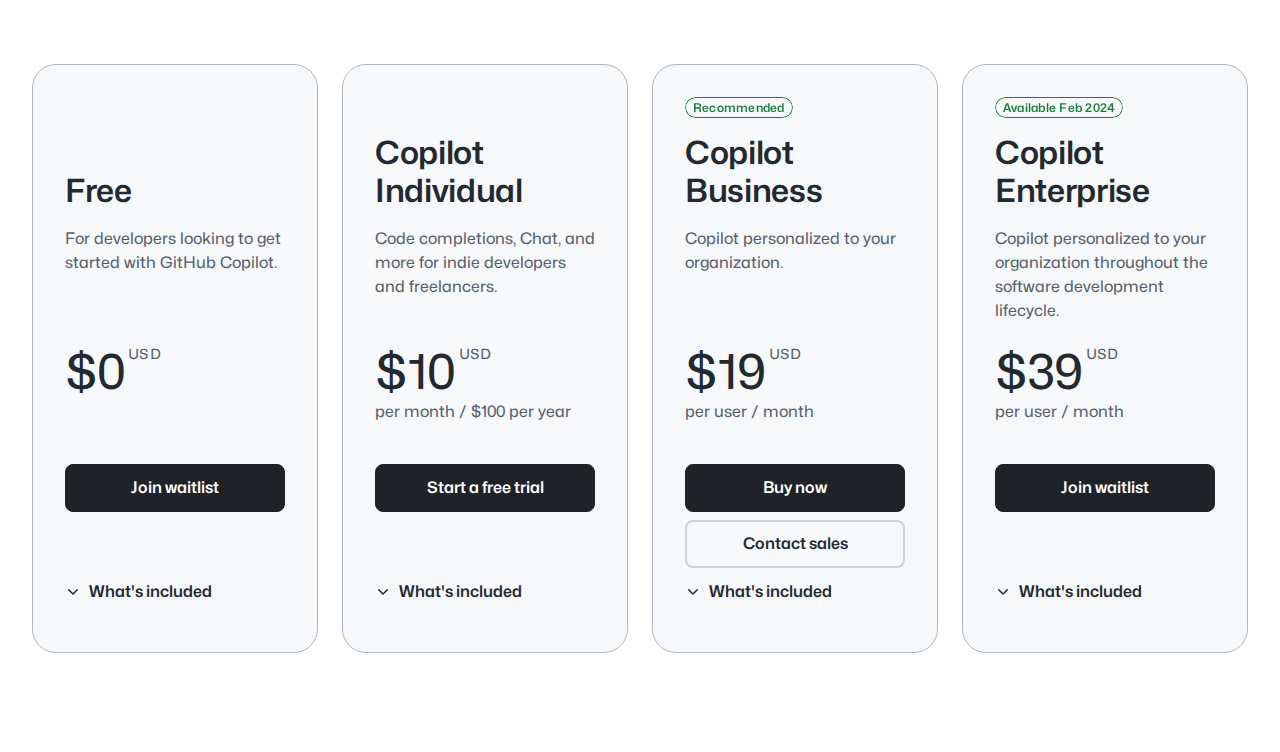 Free
For developers looking to get
started with GitHub Copilot.
$0 USD
Join waitlist
What's included
Copilot
Individual
Code completions, Chat, and
more for indie developers
and freelancers.
$10 USD
per month / $100 per year
Start a free trial
What's included
Recommended
Copilot
Business
Copilot personalized to your
organization.
$19 USD
per user / month
Buy now
Contact sales
What's included
Available Feb 2024
Copilot
Enterprise
Copilot personalized to your
organization throughout the
software development
lifecycle.
$39 USD
per user / month
Join waitlist
What's included